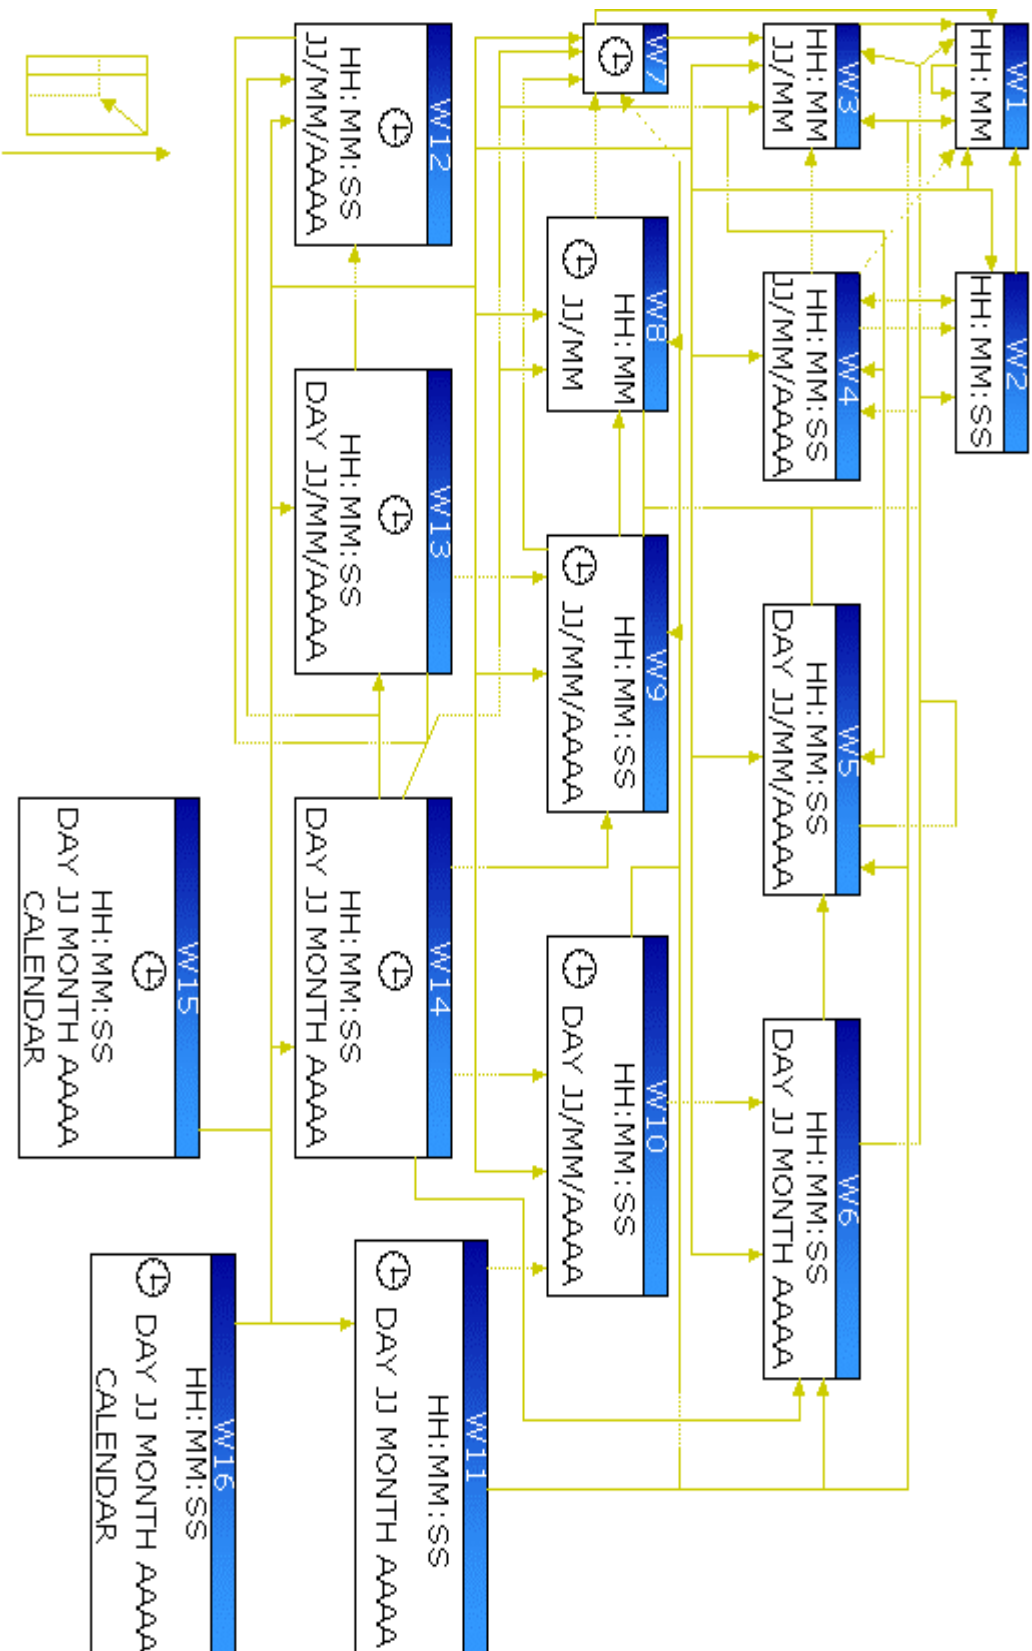 W1
HH:MM
W2
HH:MM:SS
W3
HH:MM
JJ/MM
W4
HH:MM:SS
JJ/MM/AAAA
W5
HH:MM:SS
DAY JJ/MM/AAAA
W6
HH:MM:SS
DAY JJ MONTH AAAA
W7
W8
HH:MM
JJ/MM
W9
HH:MM:SS
JJ/MM/AAAA
W10
HH:MM:SS
DAY JJ/MM/AAAA
W11
HH:MM:SS
DAY JJ MONTH AAAA
W12
HH:MM:SS
JJ/MM/AAAA
W13
HH:MM:SS
DAY JJ/MM/AAAA
W14
HH:MM:SS
DAY JJ MONTH AAAA
W15
HH:MM:SS
DAY JJ MONTH AAAA
CALENDAR
W16
HH:MM:SS
DAY JJ MONTH AAAA
CALENDAR